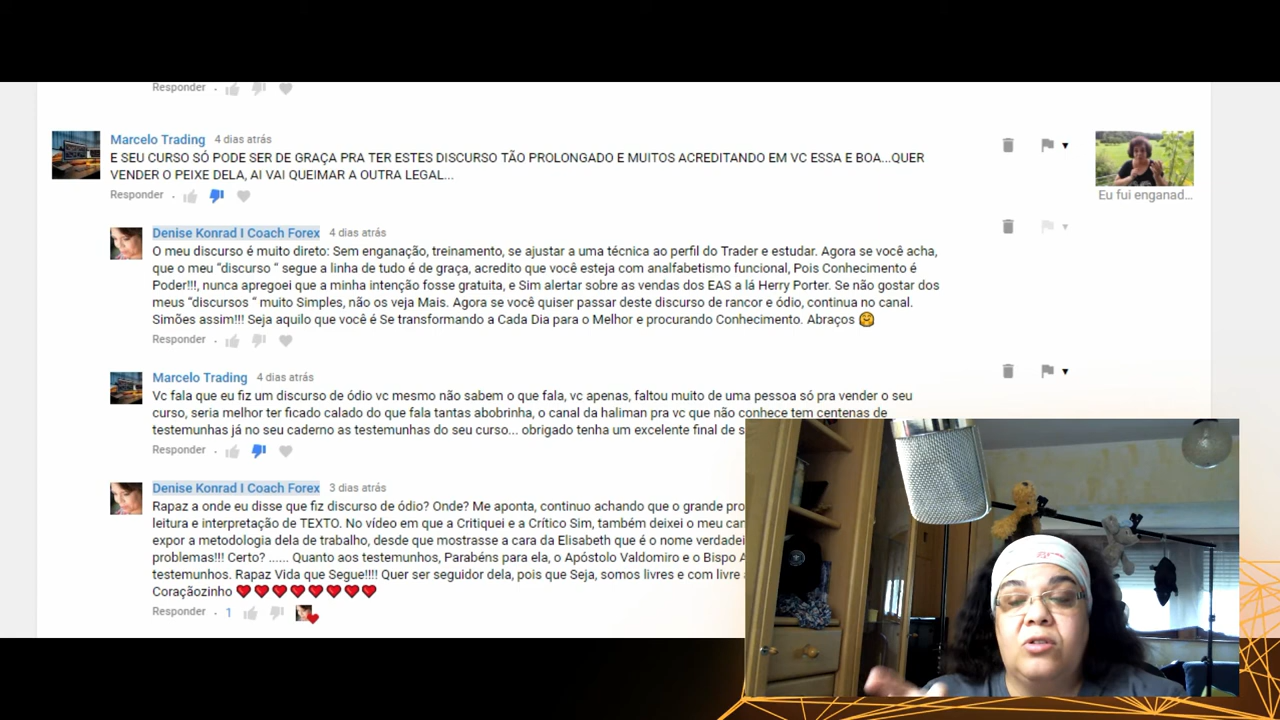 Responder .
Marcelo Trading 4 dias atrás
E SEU CURSO SÓ PODE SER DE GRAÇA PRA TER ESTES DISCURSO TÃO PROLONGADO E MUITOS ACREDITANDO EM VC ESSA E BOA...QUER
VENDER O PEIXE DELA, AI VAI QUEIMAR A OUTRA LEGAL...
Responder .
Eu fui enganad...
Denise Konrad I Coach Forex 4 dias atrás
O meu discurso é muito direto: Sem enganação, treinamento, se ajustar a uma técnica ao perfil do Trader e estudar. Agora se você acha,
que o meu “discurso “ segue a linha de tudo é de graça, acredito que você esteja com analfabetismo funcional, Pois Conhecimento é
Poder!!!, nunca apregoei que a minha intenção fosse gratuita, e Sim alertar sobre as vendas dos EAS a lá Herry Porter. Se não gostar dos
meus “discursos “ muito Simples, não os veja Mais. Agora se você quiser passar deste discurso de rancor e ódio, continua no canal.
Simões assim!!! Seja aquilo que você é Se transformando a Cada Dia para o Melhor e procurando Conhecimento. Abraços
Responder .
Marcelo Trading 4 dias atrás
Vc fala que eu fiz um discurso de ódio vc mesmo não sabem o que fala, vc apenas, faltou muito de uma pessoa só pra vender o seu
curso, seria melhor ter ficado calado do que fala tantas abobrinha, o canal da haliman pra vc que não conhece tem centenas de
testemunhas já no seu caderno as testemunhas do seu curso... obrigado tenha um excelente final de
Responder .
Denise Konrad I Coach Forex 3 dias atrás
Rapaz a onde eu disse que fiz discurso de ódio? Onde? Me aponta, continuo achando que o grande
leitura e interpretação de TEXTO. No vídeo em que a Critiquei e a Crítico Sim, também deixei o meu
expor a metodologia dela de trabalho, desde que mostrasse a cara da Elisabeth que é o nome
problemas!!! Certo? ...... Quanto aos testemunhos, Parabéns para ela, o Apóstolo Valdomiro e o Bispo
testemunhos. Rapaz Vida que Segue!!!! Quer ser seguidor dela, pois que Seja, somos livres e com livre
Coraçãozinho
Responder . 1